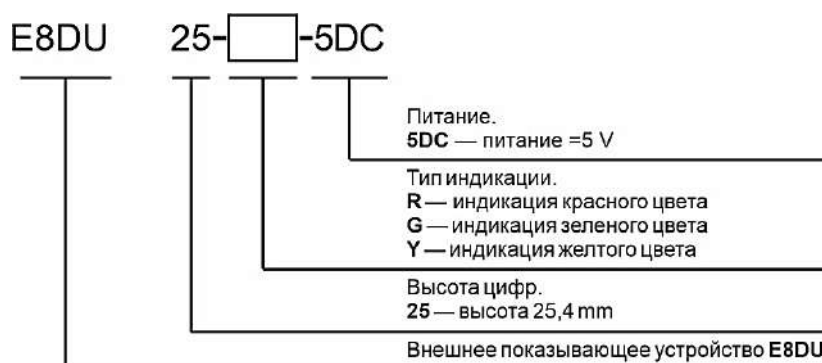 E8DU 25- -5DC
Питание.
5DC — питание =5 V
Тип индикации.
R — индикация красного цвета
G — индикация зеленого цвета
Y — индикация желтого цвета
Высота цифр.
25 — высота 25,4 mm
Внешнее показывающее устройство E8DU